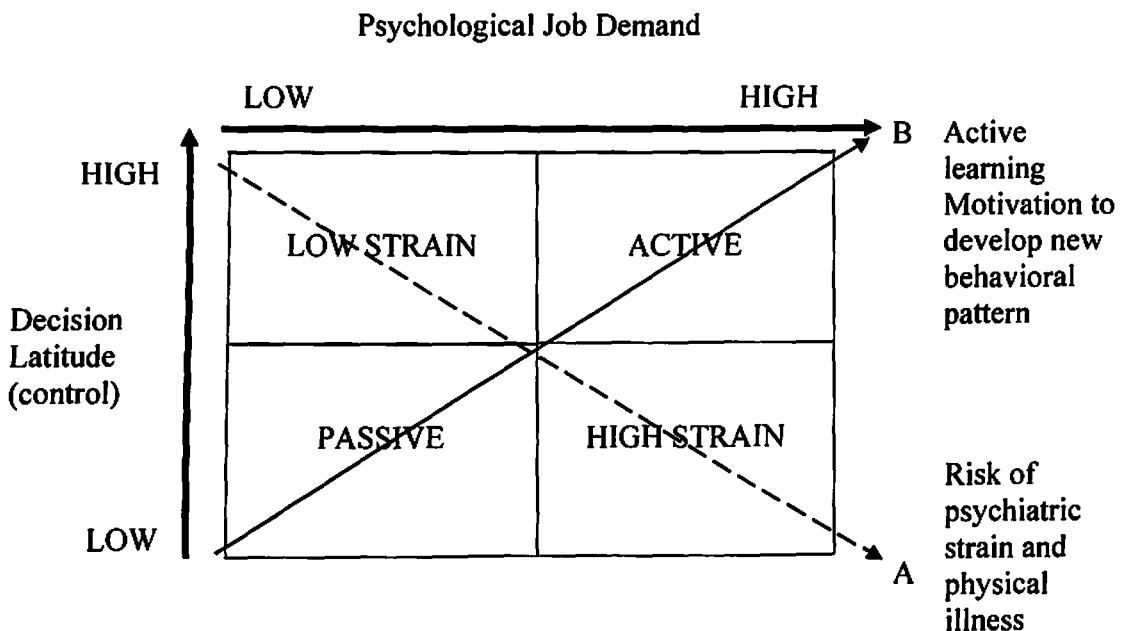 Psychological Job Demand
LOW
HIGH
B
Active
learning
Motivation to
develop new
behavioral
pattern
HIGH
LOW STRAIN
ACTIVE
Decision
Latitude
(control)
PASSIVE
HIGH STRAIN
LOW
A
Risk of
psychiatric
strain and
physical
illness